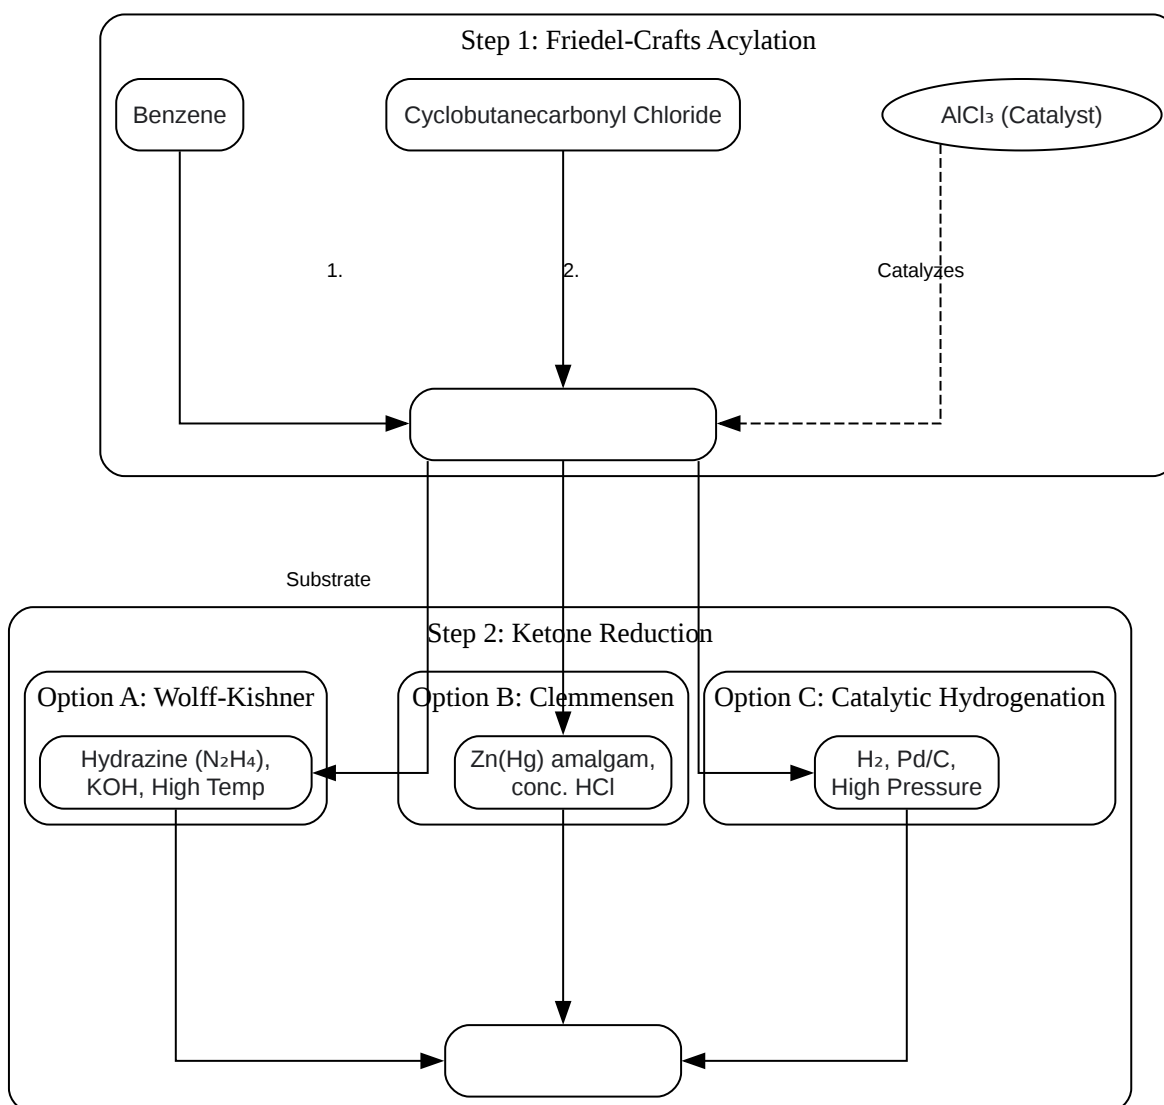 Step 1: Friedel-Crafts Acylation
Benzene
Cyclobutanecarbonyl Chloride
AlCl₃ (Catalyst)
1.
2.
Catalyzes
Substrate
Step 2: Ketone Reduction
Option A: Wolff-Kishner
Option B: Clemmensen
Option C: Catalytic Hydrogenation
Hydrazine (N₂H₄),
KOH, High Temp
Zn(Hg) amalgam,
conc. HCl
H₂, Pd/C,
High Pressure